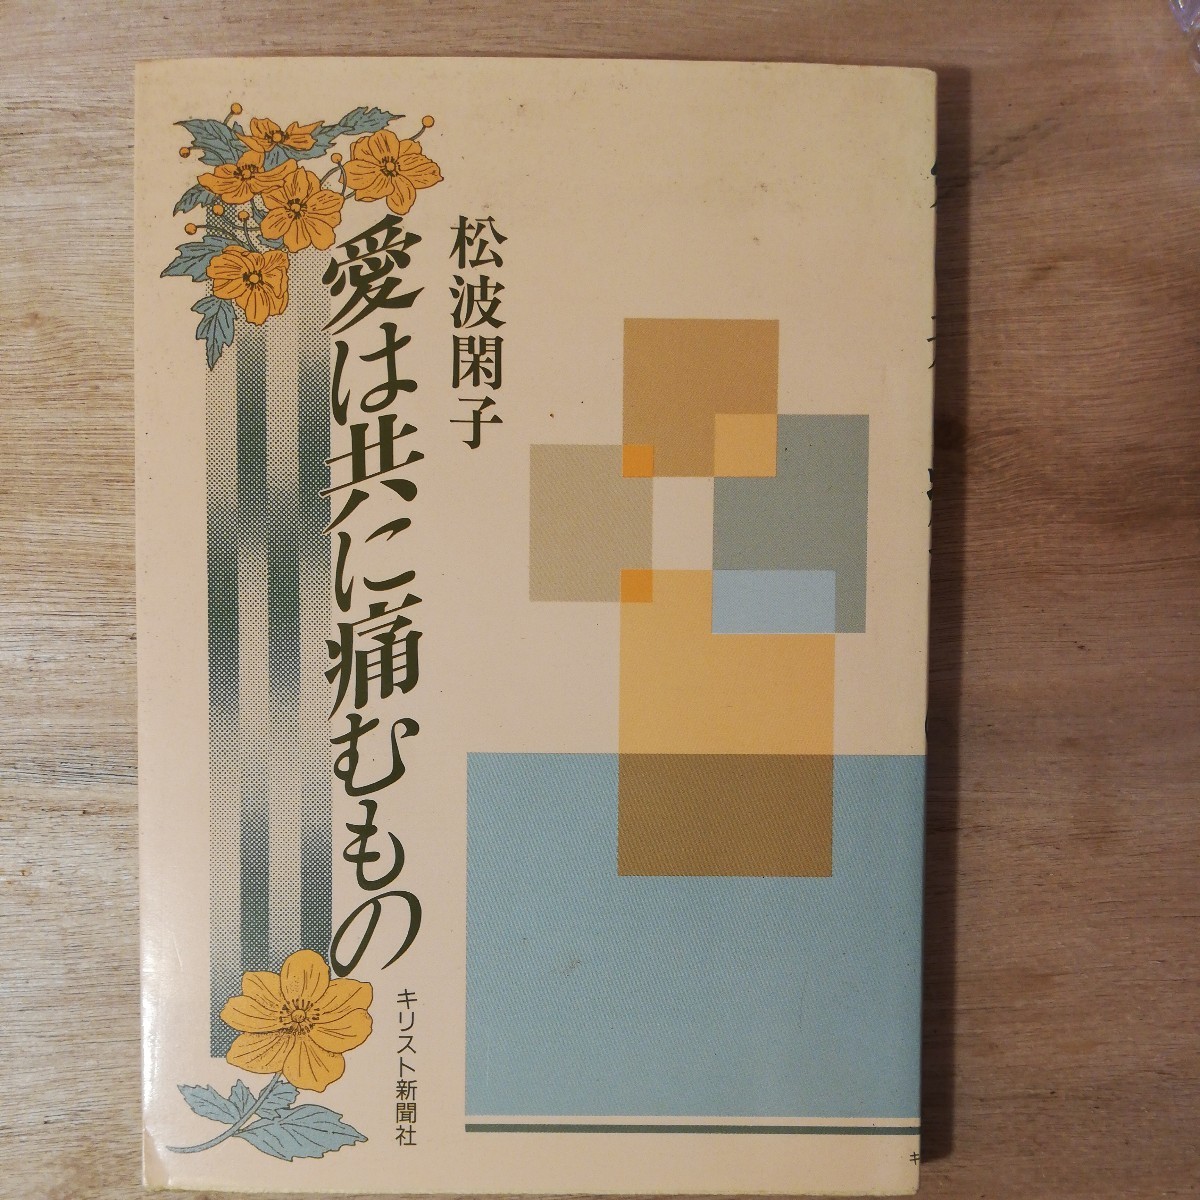 松波閑子
愛は共に痛むもの
キリスト新聞社
キ